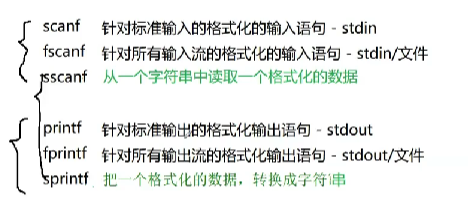 scanf 针对标准输入的格式化的输入语句 - stdin
fscanf 针对所有输入流的格式化的输入语句 - stdin/文件
sscanf 从一个字符串中读取一个格式化的数据
printf 针对标准输出的格式化输出语句 - stdout
fprintf 针对所有输出流的格式化输出语句 - stdout/文件
sprintf 把一个格式化的数据，转换成字符串